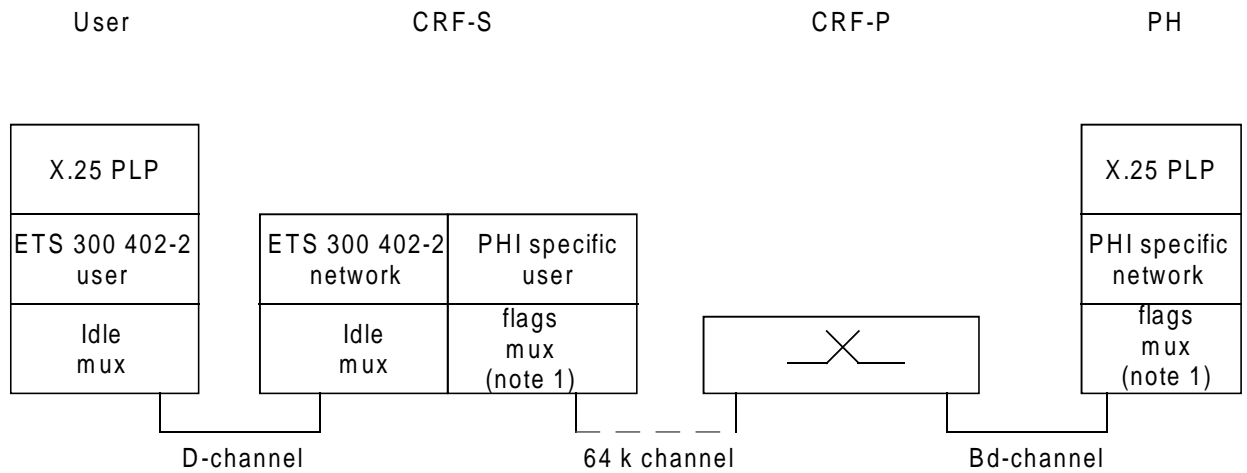 User CRF-S CRF-P PH
X.25 PLP
ETS 300 402-2
user
Idle
mux
ETS 300 402-2
network
PHI specific
user
Idle
mux
flags
mux
(note 1)
X.25 PLP
PHI specific
network
flags
mux
(note 1)
D-channel 64 k channel Bd-channel